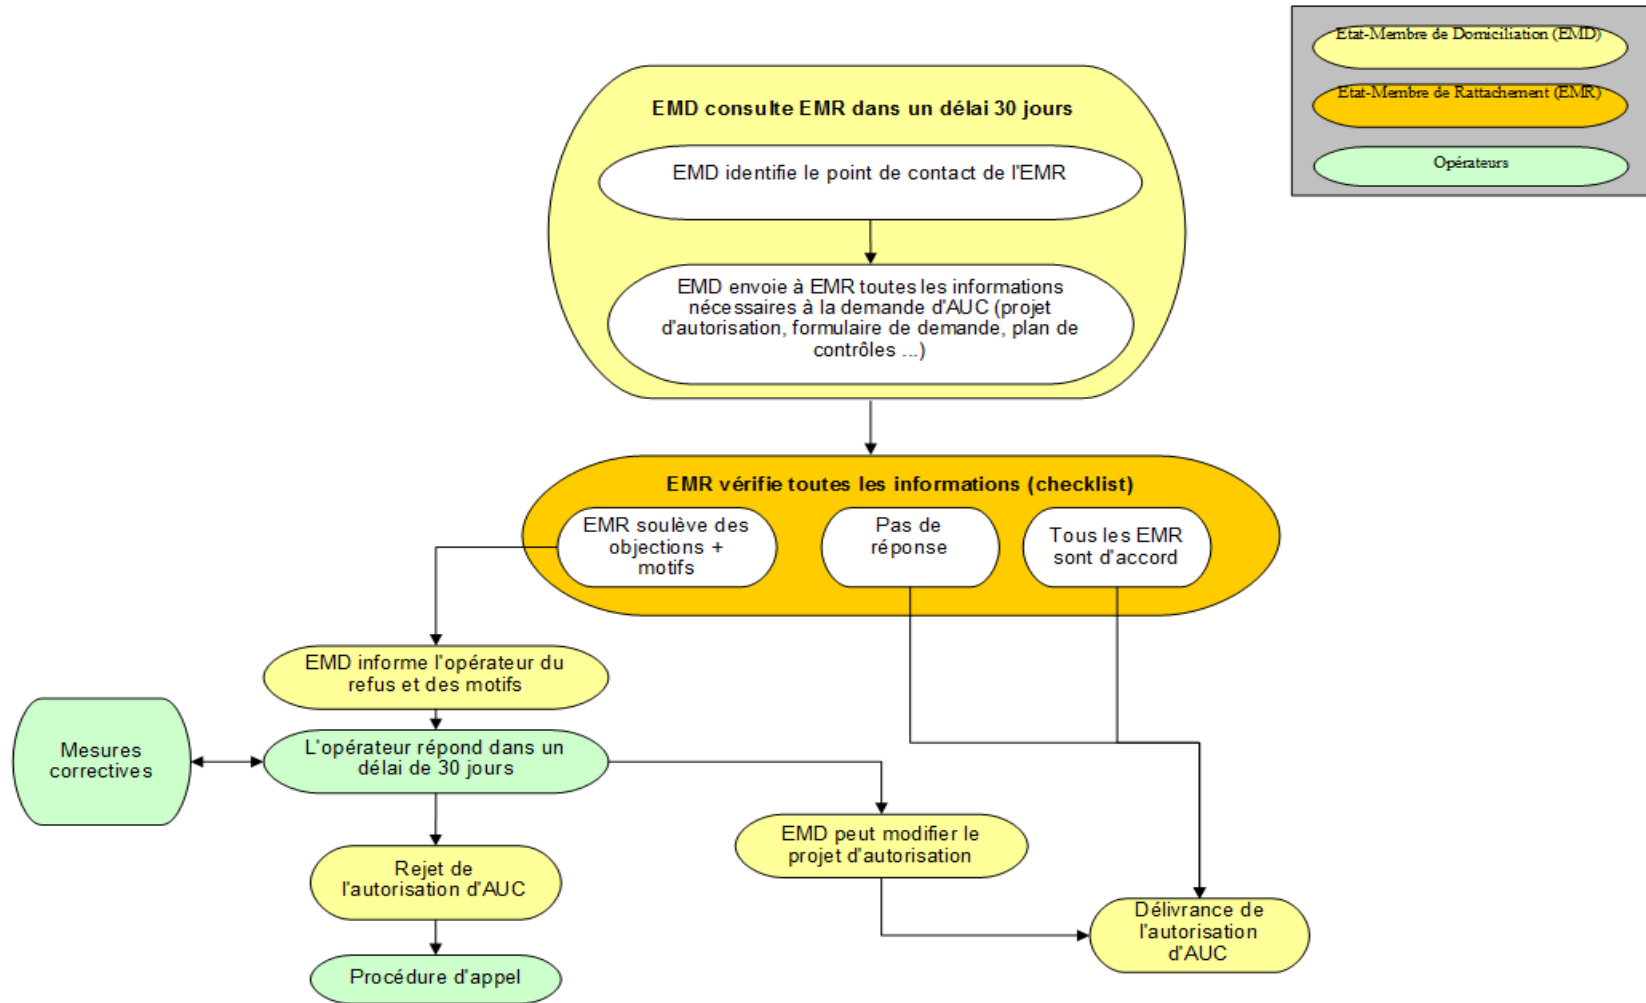 Etat-Membre de Domiciliation (EMD)
Etat-Membre de Rattachement (EMR)
Opérateurs
EMD consulte EMR dans un délai 30 jours
EMD identifie le point de contact de l'EMR
EMD envoie à EMR toutes les informations
nécessaires à la demande d'AUC (projet
d'autorisation, formulaire de demande, plan de
contrôles ...)
EMR vérifie toutes les informations (checklist)
EMR soulève des
objections +
motifs
Pas de
réponse
Tous les EMR
sont d'accord
EMD informe l'opérateur du
refus et des motifs
Mesures
correctives
L'opérateur répond dans un
délai de 30 jours
EMD peut modifier le
projet d'autorisation
Rejet de
l'autorisation d'AUC
Délivrance de
l'autorisation
d'AUC
Procédure d'appel